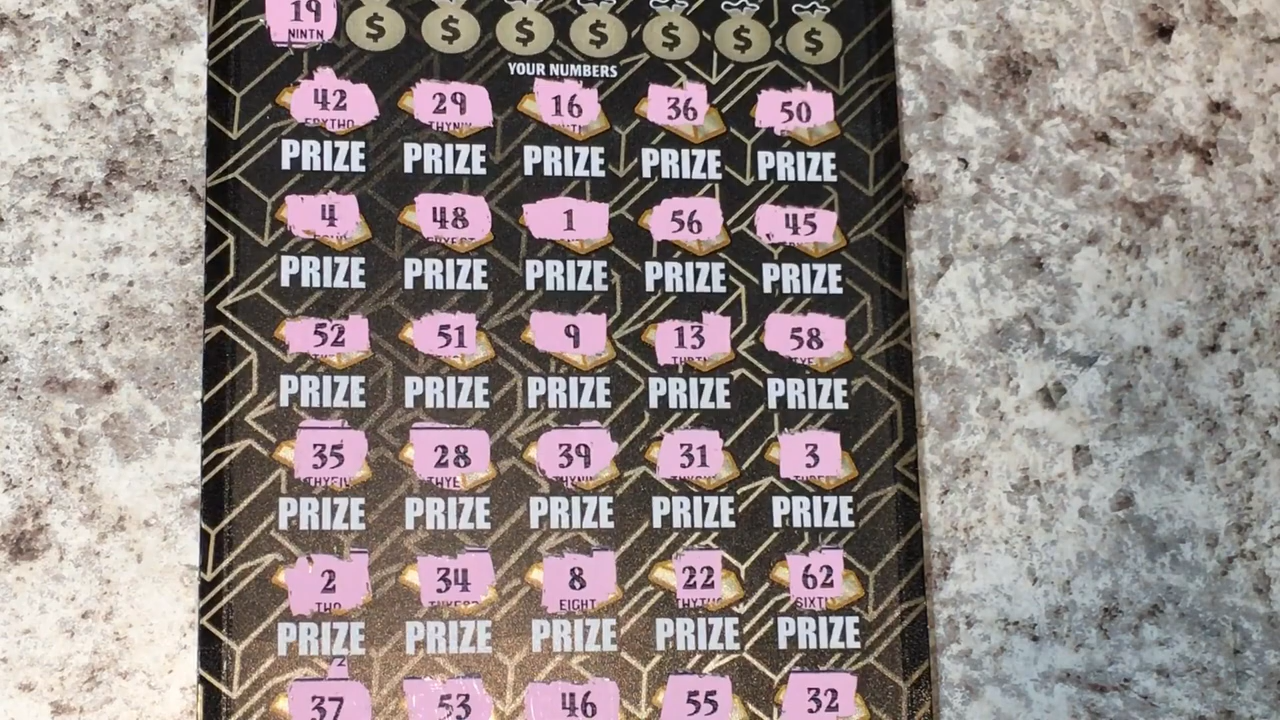 19 $ $ $ $ $ $ $
NINTN
YOUR NUMBERS
42 29 16 36 50
PRIZE PRIZE PRIZE PRIZE PRIZE
4 48 1 56 45
PRIZE PRIZE PRIZE PRIZE PRIZE
52 51 9 13 58
PRIZE PRIZE PRIZE PRIZE PRIZE
35 28 39 31 3
PRIZE PRIZE PRIZE PRIZE PRIZE
2 34 8 22 62
EIGHT
PRIZE PRIZE PRIZE PRIZE PRIZE
37 53 46 55 32